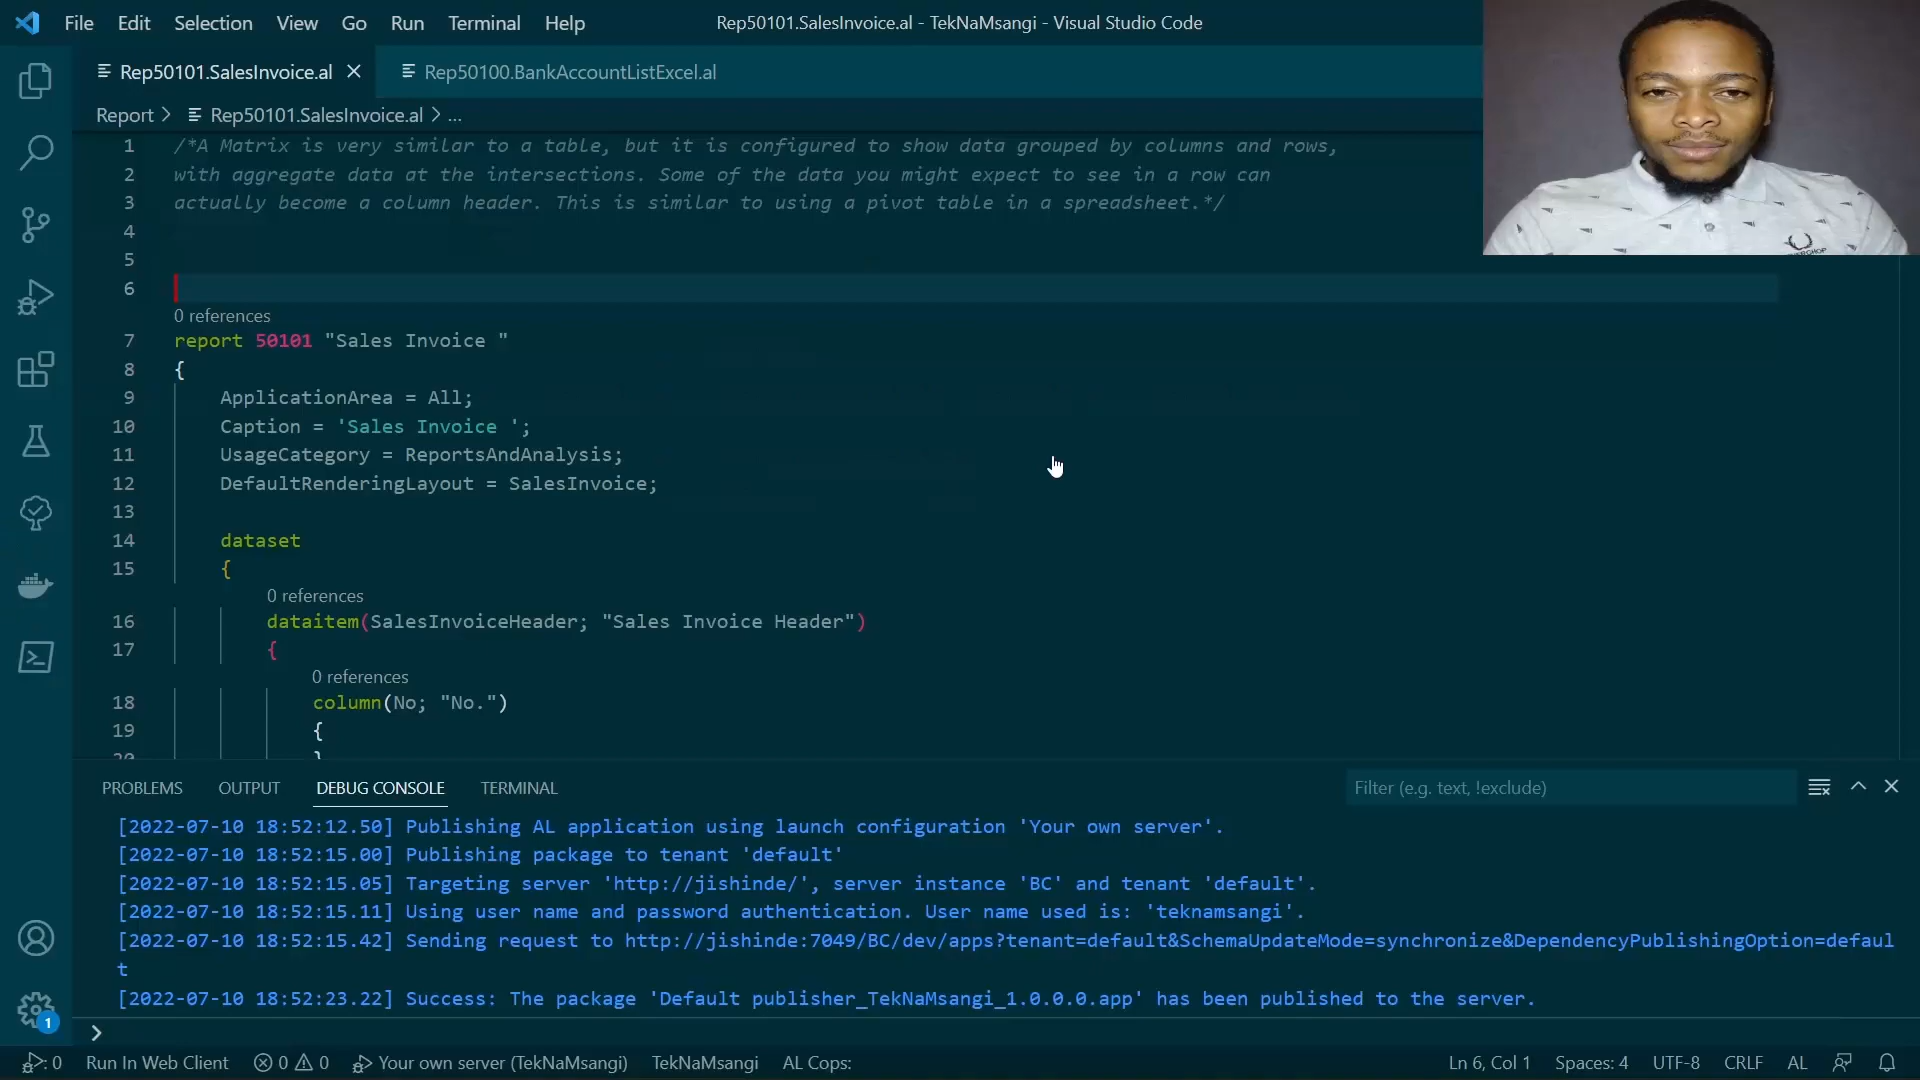 File Edit Selection View Go Run Terminal Help
Rep50101.SalesInvoice.al - TekNaMsangi - Visual Studio Code
Rep50101.SalesInvoice.al
Rep50100.BankAccountListExcel.al
Report > Rep50101.SalesInvoice.al > ...
1 /*A Matrix is very similar to a table, but it is configured to show data grouped by columns and rows,
2 with aggregate data at the intersections. Some of the data you might expect to see in a row can
3 actually become a column header. This is similar to using a pivot table in a spreadsheet.*/
4
5
6
0 references
7 report 50101 "Sales Invoice "
8 {
9 ApplicationArea = All;
10 Caption = 'Sales Invoice ';
11 UsageCategory = ReportsAndAnalysis;
12 DefaultRenderingLayout = SalesInvoice;
13
14 dataset
15 {
0 references
16 dataitem(SalesInvoiceHeader; "Sales Invoice Header")
17 {
0 references
18 column(No; "No.")
19 {
20 }
PROBLEMS OUTPUT DEBUG CONSOLE TERMINAL
Filter (e.g. text, !exclude)
[2022-07-10 18:52:12.50] Publishing AL application using launch configuration 'Your own server'.
[2022-07-10 18:52:15.00] Publishing package to tenant 'default'
[2022-07-10 18:52:15.05] Targeting server 'http://jishinde/', server instance 'BC' and tenant 'default'.
[2022-07-10 18:52:15.11] Using user name and password authentication. User name used is: 'teknamsangi'.
[2022-07-10 18:52:15.42] Sending request to http://jishinde:7049/BC/dev/apps?tenant=default&SchemaUpdateMode=synchronize&DependencyPublishingOption=defaul
t
[2022-07-10 18:52:23.22] Success: The package 'Default publisher_TekNaMsangi_1.0.0.0.app' has been published to the server.
1
>
: 0 Run In Web Client 0 0 Your own server (TekNaMsangi) TekNaMsangi AL Cops:
Ln 6, Col 1 Spaces: 4 UTF-8 CRLF AL